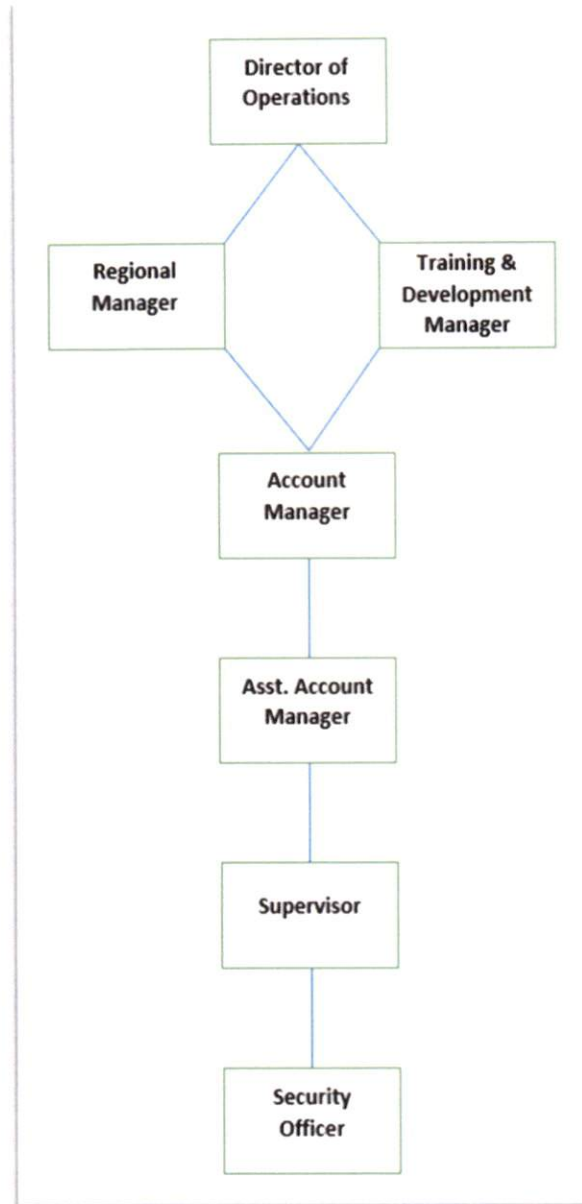 Director of
Operations
Regional
Manager
Training &
Development
Manager
Account
Manager
Asst. Account
Manager
Supervisor
Security
Officer